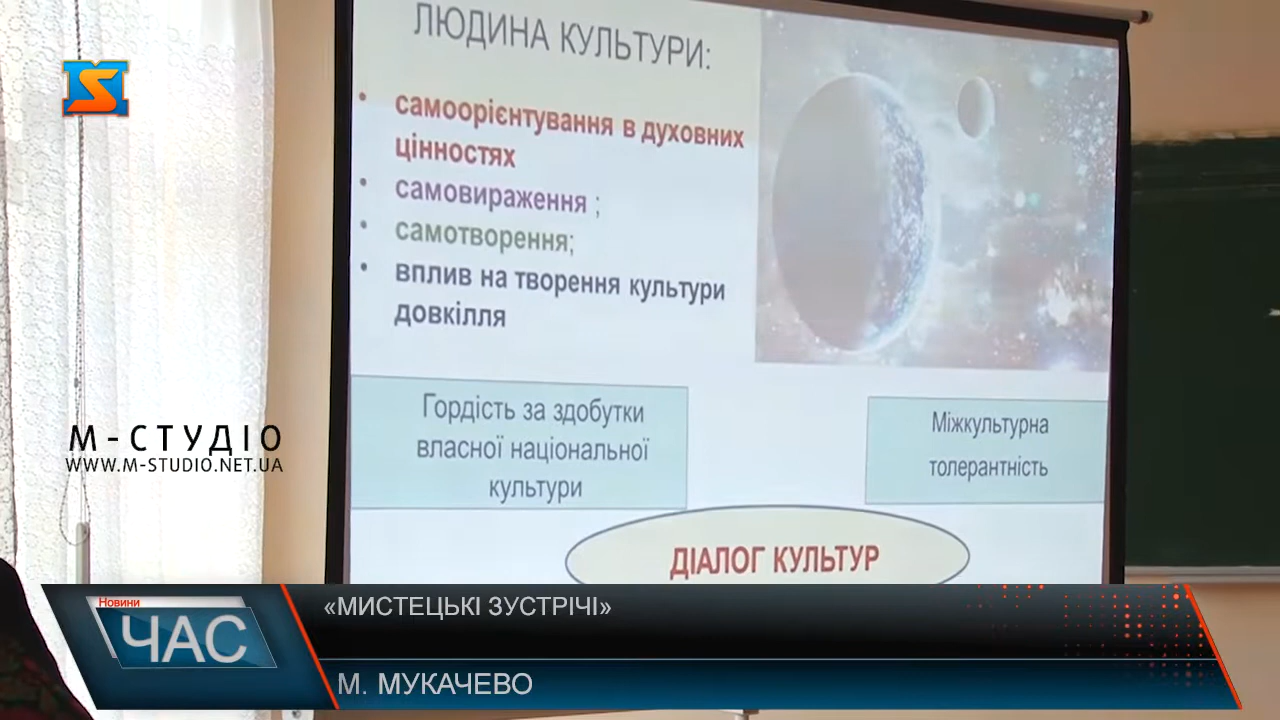 ЛЮДИНА КУЛЬТУРИ:
• самоорієнтування в духовних
цінностях
• самовираження ;
• самотворення;
• вплив на творення культури
довкілля
Гордість за здобутки
власної національної
культури
Міжкультурна
толерантність
ДІАЛОГ КУЛЬТУР
М-СТУДІО
WWW.M-STUDIO.NET.UA
Новини
ЧАС
«МИСТЕЦЬКІ ЗУСТРІЧІ»
М. МУКАЧЕВО